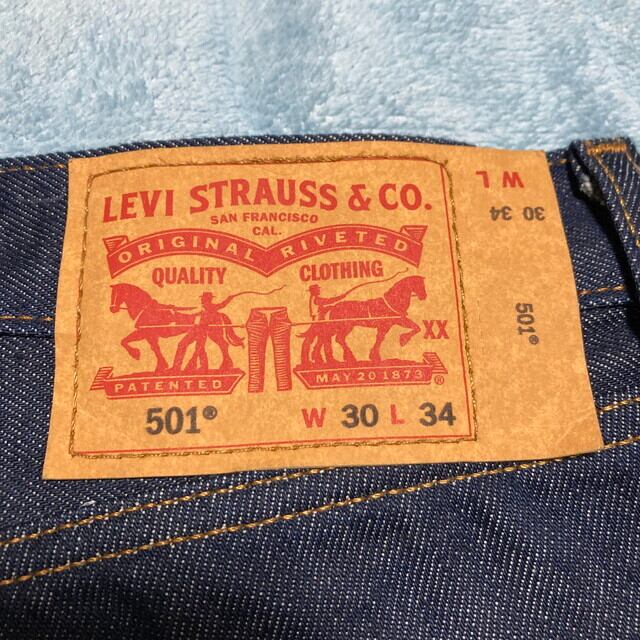 LEVI STRAUSS & CO.
SAN FRANCISCO
CAL.
ORIGINAL RIVETED
QUALITY CLOTHING
XX
PATENTED MAY 20 1873 ®
501® W 30 L 34
W L
30 34
501®